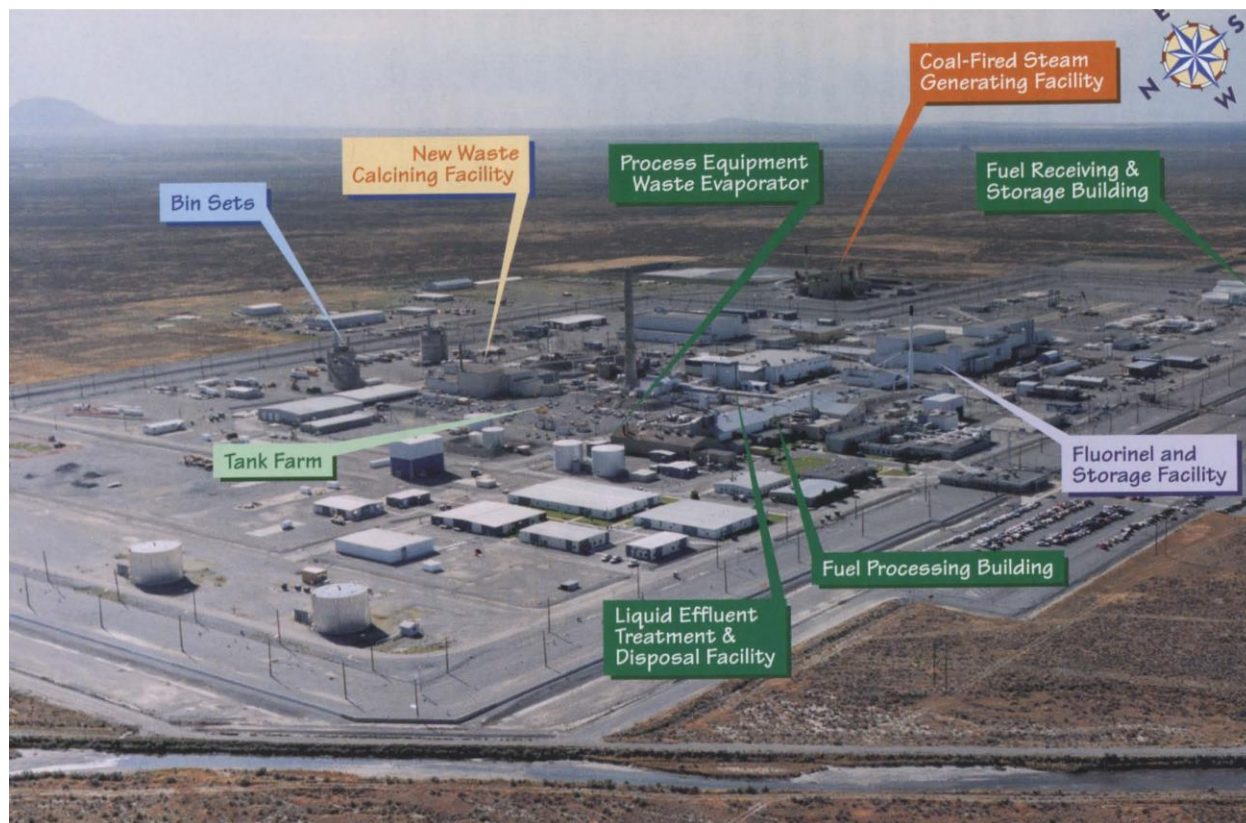 E
S
N
W
Coal-Fired Steam
Generating Facility
New Waste
Calcining Facility
Process Equipment
Waste Evaporator
Fuel Receiving &
Storage Building
Bin Sets
Tank Farm
Fluorinel and
Storage Facility
Fuel Processing Building
Liquid Effluent
Treatment &
Disposal Facility